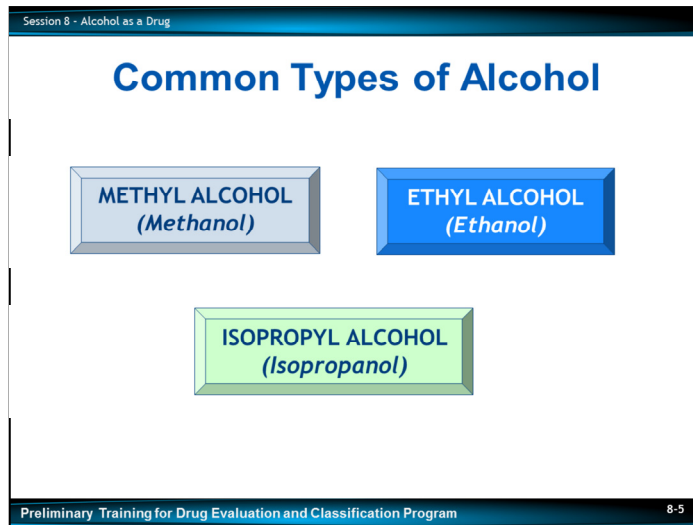 Session 8 - Alcohol as a Drug
Common Types of Alcohol
METHYL ALCOHOL
(Methanol)
ETHYL ALCOHOL
(Ethanol)
ISOPROPYL ALCOHOL
(Isopropanol)
Preliminary Training for Drug Evaluation and Classification Program
8-5